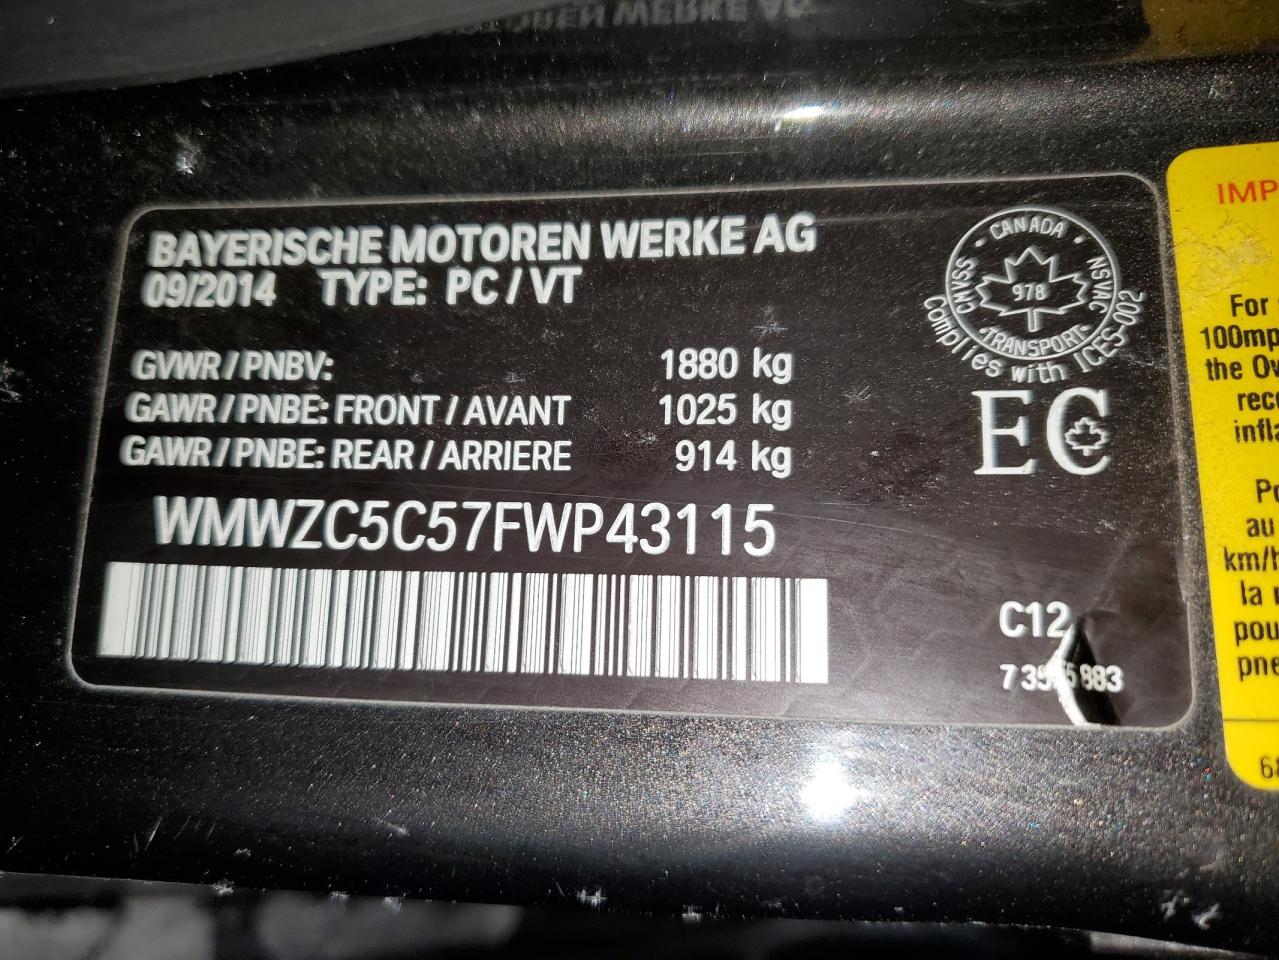 BAYERISCHE MOTOREN WERKE AG
09/2014 TYPE: PC / VT
GVWR / PNBV: 1880 kg
GAWR / PNBE: FRONT / AVANT 1025 kg
GAWR / PNBE: REAR / ARRIERE 914 kg
WMWZC5C57FWP43115
CANADA
CMVSS NSVAC
978
TRANSPORT
Complies with ICES-002
EC
C12
IMP
For
100mp
the Ov
reco
infla
Po
au
km/h
la
pou
pne
68